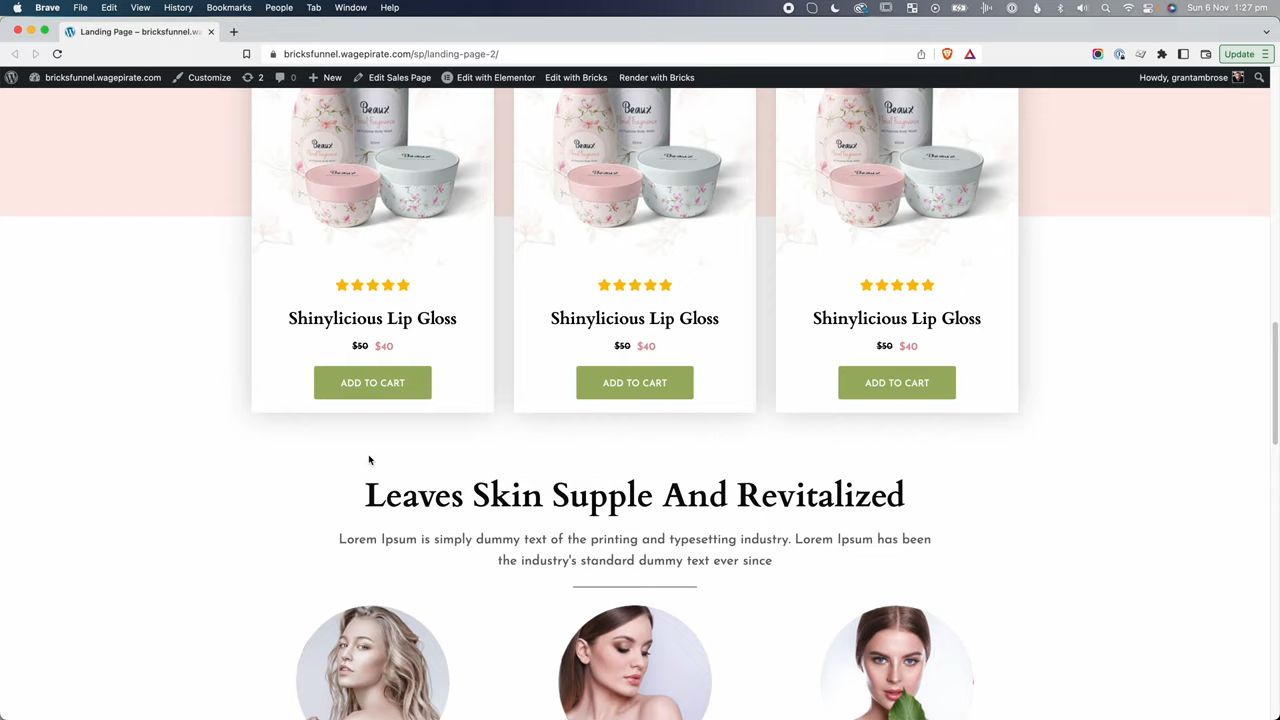 Brave File Edit View History Bookmarks People Tab Window Help Sun 6 Nov 1:27 pm
Landing Page – bricksfunnel.wa
bricksfunnel.wagepirate.com/sp/landing-page-2/ Update
bricksfunnel.wagepirate.com Customize 2 0 New Edit Sales Page Edit with Elementor Edit with Bricks Render with Bricks Howdy, grantambrose
Beaux Beaux Beaux
Beaux Beaux Beaux
Shinylicious Lip Gloss Shinylicious Lip Gloss Shinylicious Lip Gloss
$50 $40 $50 $40 $50 $40
ADD TO CART ADD TO CART ADD TO CART
Leaves Skin Supple And Revitalized
Lorem Ipsum is simply dummy text of the printing and typesetting industry. Lorem Ipsum has been
the industry's standard dummy text ever since